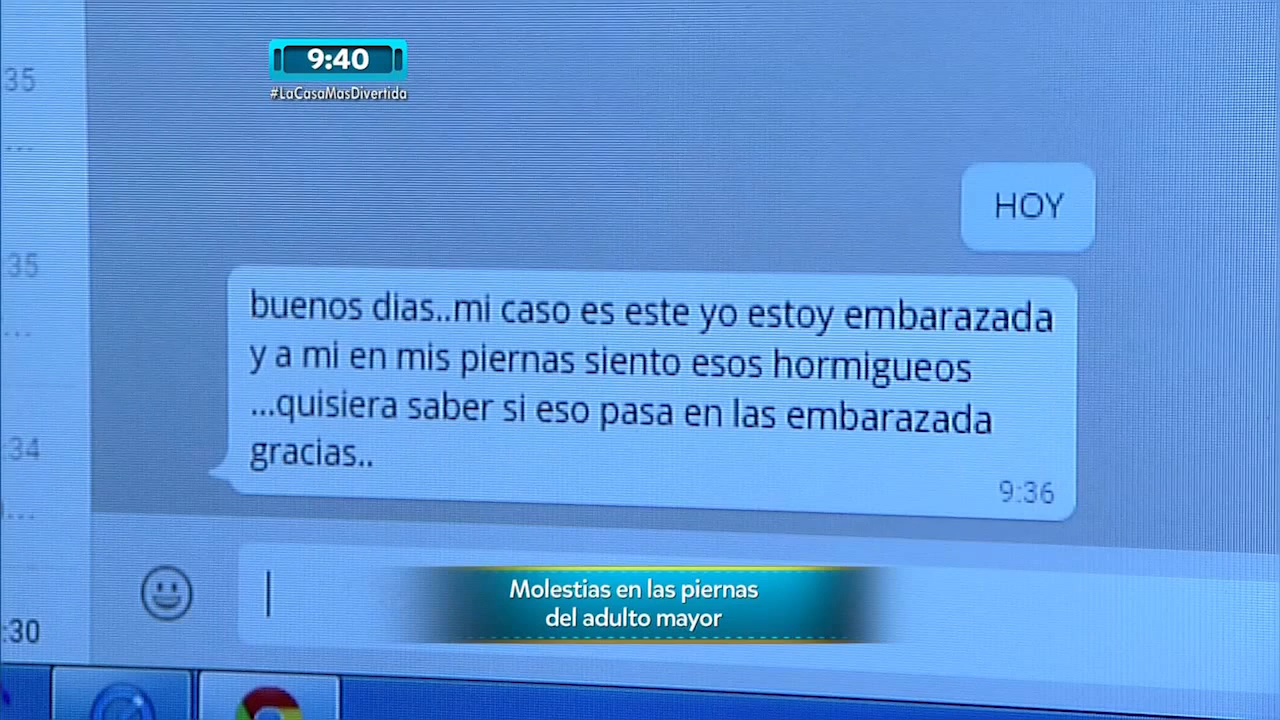 9:40
#LaCasaMasDivertida
35
...
HOY
35
...
buenos dias..mi caso es este yo estoy embarazada
y a mi en mis piernas siento esos hormigueos
...quisiera saber si eso pasa en las embarazada
gracias..
9:36
:34
...
:30
Molestias en las piernas
del adulto mayor